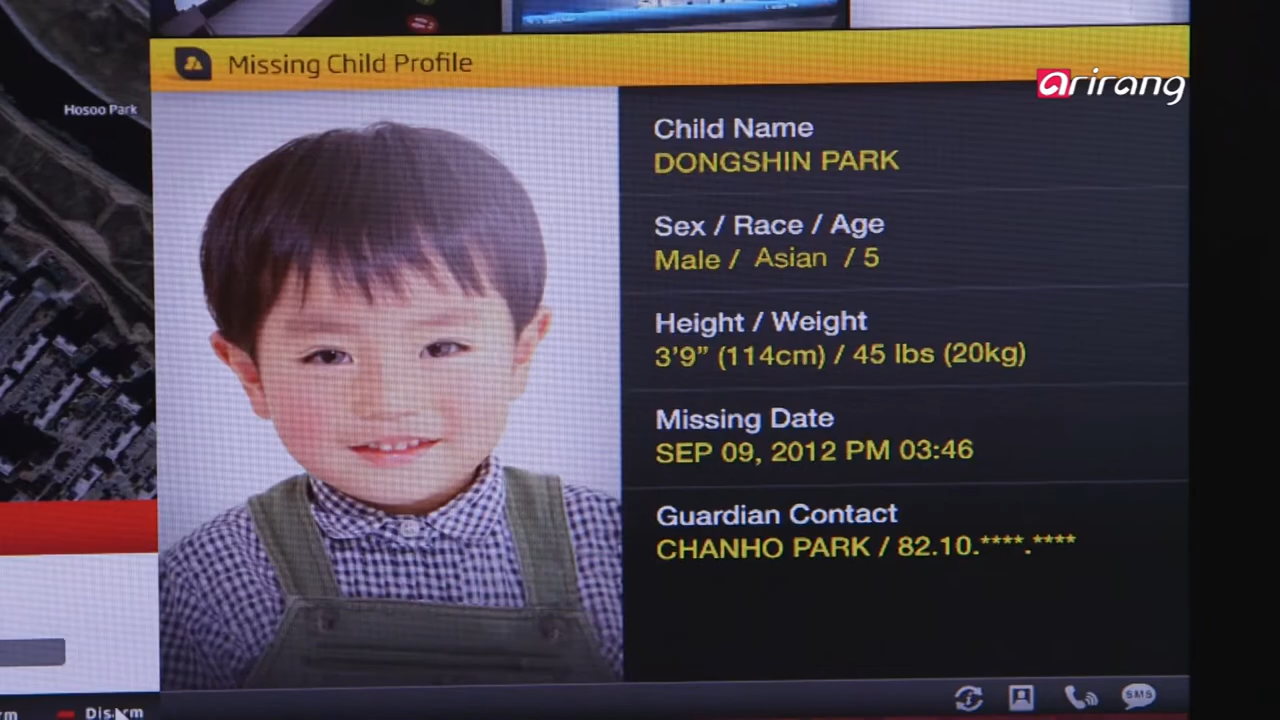 Hosoo Park
Missing Child Profile
arirang
Child Name
DONGSHIN PARK
Sex / Race / Age
Male / Asian / 5
Height / Weight
3'9” (114cm) / 45 lbs (20kg)
Missing Date
SEP 09, 2012 PM 03:46
Guardian Contact
CHANHO PARK / 82.10.****.****
SMS